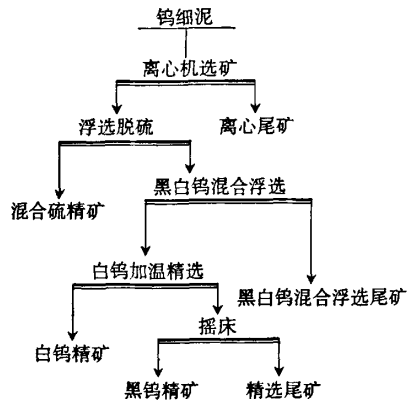 钨细泥
离心机选矿
浮选脱硫
离心尾矿
混合硫精矿
黑白钨混合浮选
白钨加温精选
黑白钨混合浮选尾矿
白钨精矿
摇床
黑钨精矿
精选尾矿